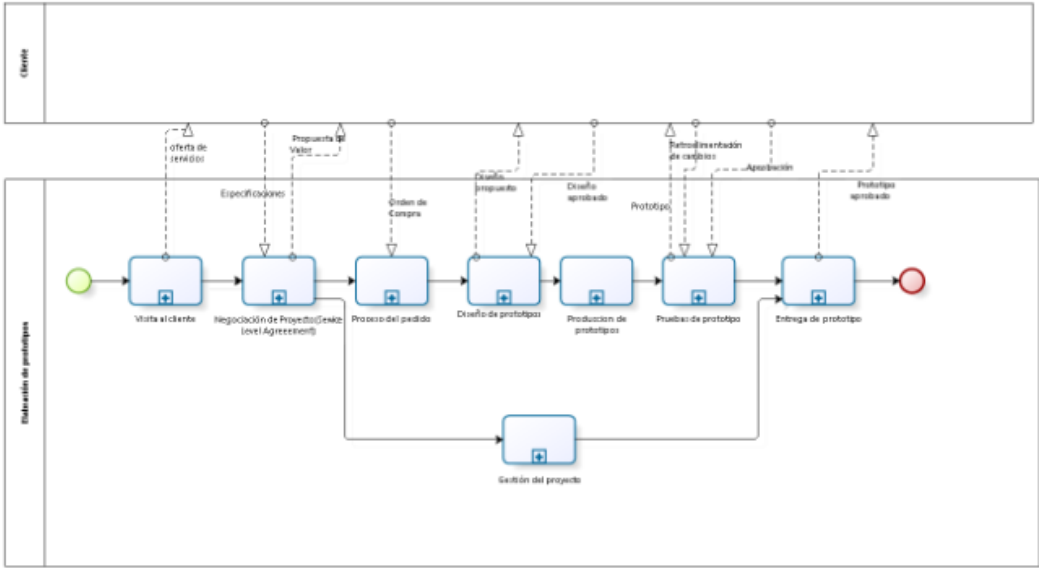 Cliente
oferta de
servicios
Propuesta de
Valor
Retroalimentación
de cambios
Aprobación
Especificaciones
Orden de
Compra
Diseño
propuesto
Diseño
aprobado
Prototipo
Prototipo
aprobado
Elaboración de prototipos
Visita al cliente
Negociación de Proyecto(Service
Level Agreeement)
Proceso del pedido
Diseño de prototipos
Produccion de
prototipos
Pruebas de prototipo
Entrega de prototipo
Gestión del proyecto